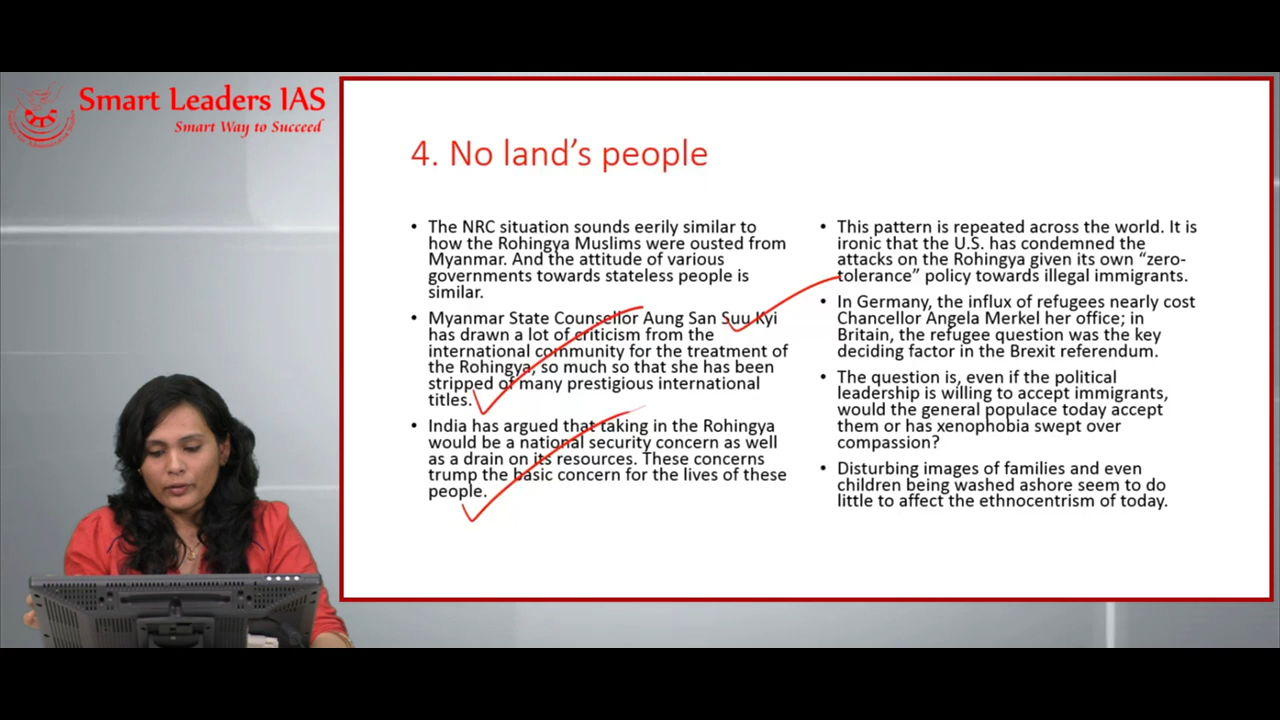 Smart Leaders IAS
Smart Way to Succeed
4. No land's people
• The NRC situation sounds eerily similar to
how the Rohingya Muslims were ousted from
Myanmar. And the attitude of various
governments towards stateless people is
similar.
• Myanmar State Counsellor Aung San Suu Kyi
has drawn a lot of criticism from the
international community for the treatment of
the Rohingya, so much so that she has been
stripped of many prestigious international
titles.
• India has argued that taking in the Rohingya
would be a national security concern as well
as a drain on its resources. These concerns
trump the basic concern for the lives of these
people.
• This pattern is repeated across the world. It is
ironic that the U.S. has condemned the
attacks on the Rohingya given its own "zero-
tolerance" policy towards illegal immigrants.
• In Germany, the influx of refugees nearly cost
Chancellor Angela Merkel her office; in
Britain, the refugee question was the key
deciding factor in the Brexit referendum.
• The question is, even if the political
leadership is willing to accept immigrants,
would the general populace today accept
them or has xenophobia swept over
compassion?
• Disturbing images of families and even
children being washed ashore seem to do
little to affect the ethnocentrism of today.